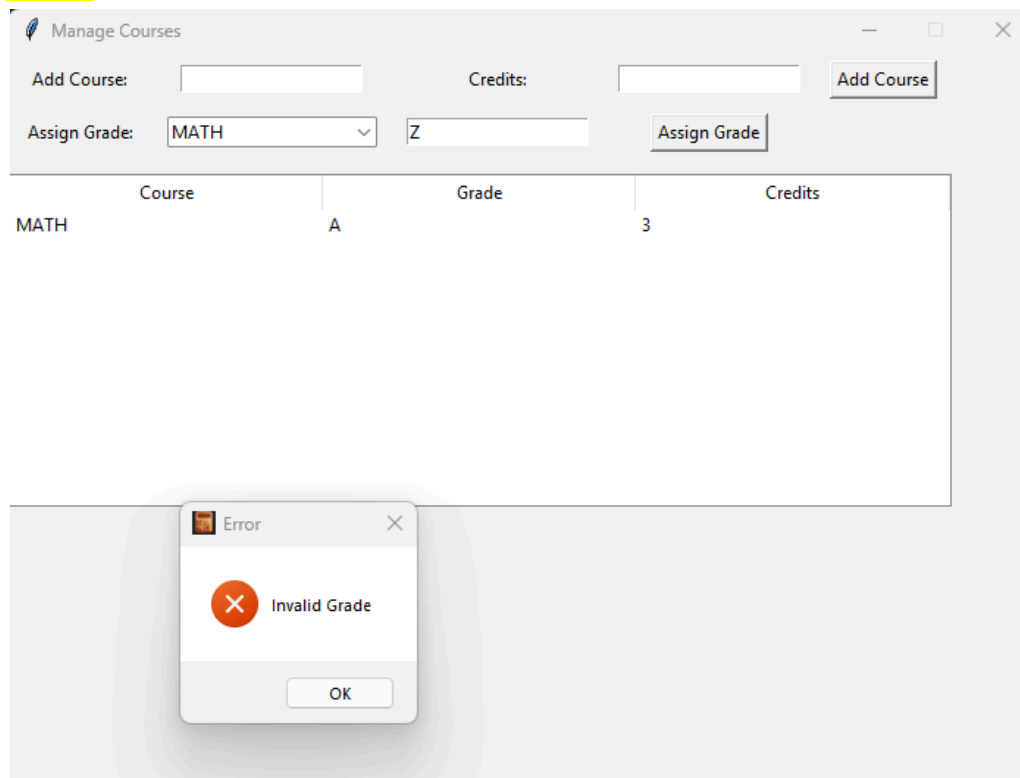 Manage Courses
Add Course: Credits: Add Course
Assign Grade: MATH Z Assign Grade
Course Grade Credits
MATH A 3
Error
Invalid Grade
OK